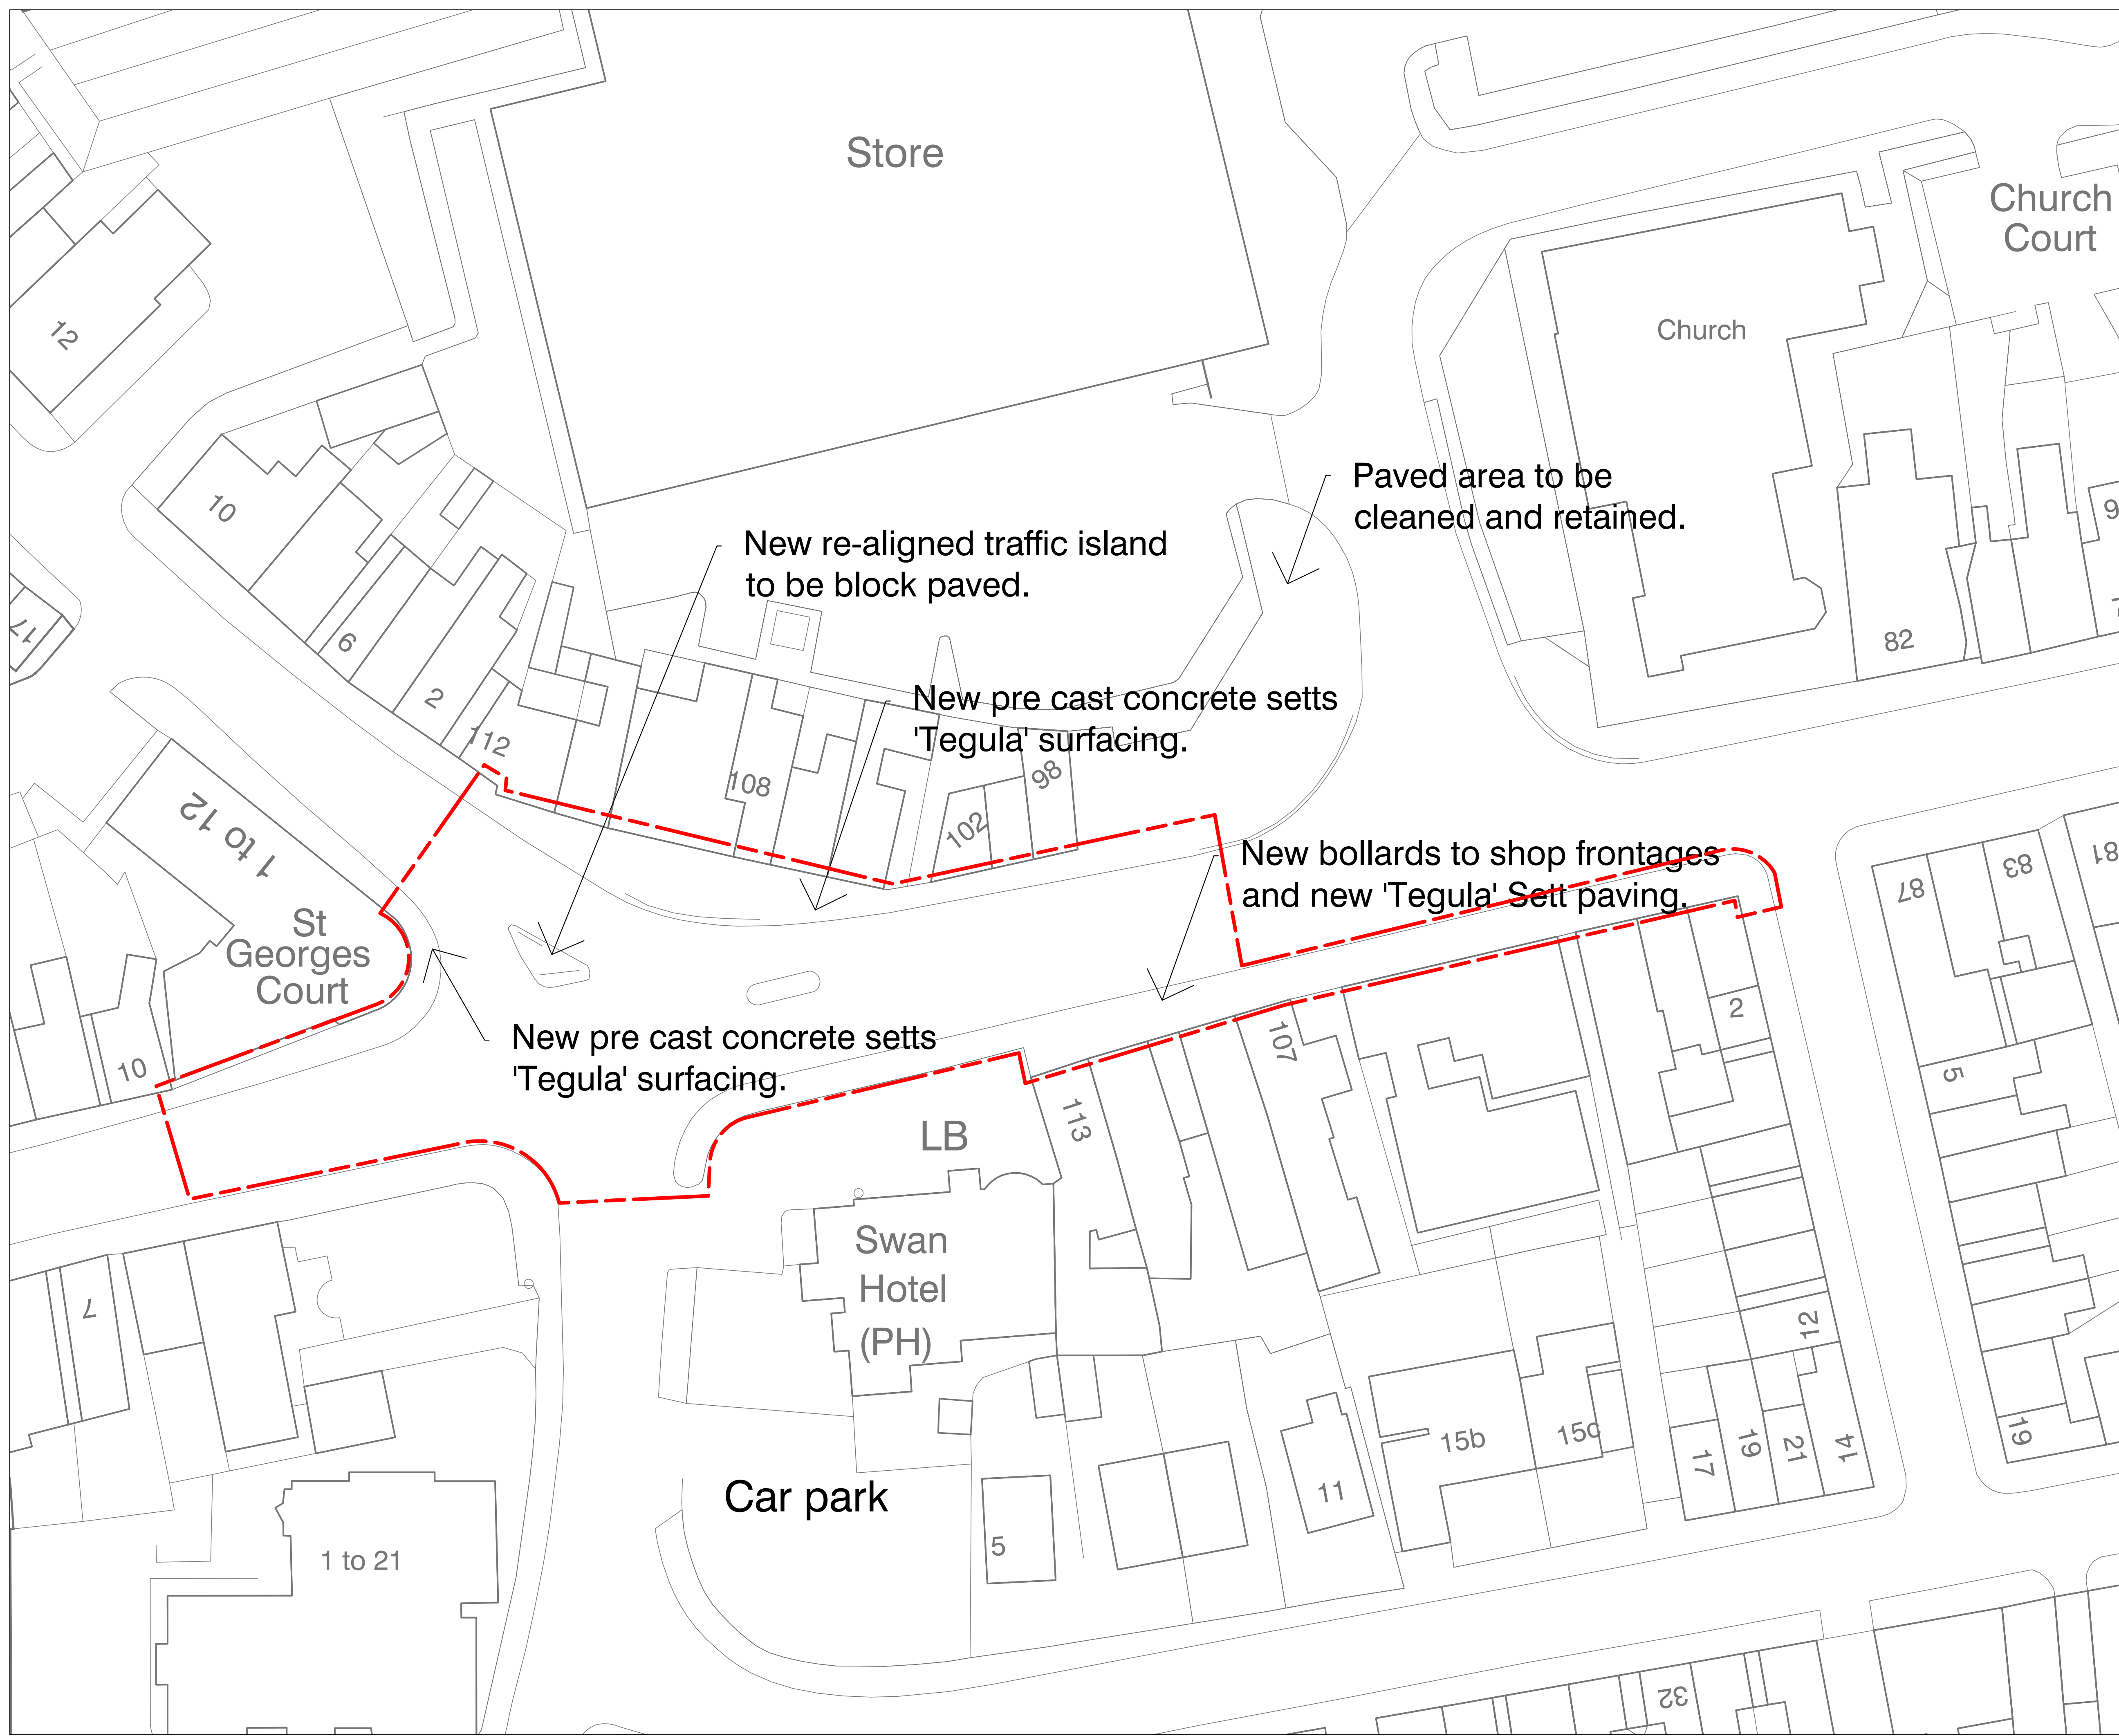 Store
Church
Court
Church
12
10
Paved area to be
cleaned and retained.
New re-aligned traffic island
to be block paved.
17
6
2
112
New pre cast concrete setts
'Tegula' surfacing.
108
98
102
82
9
7
1 to 12
New bollards to shop frontages
and new 'Tegula' Sett paving.
87
83
81
St
Georges
Court
10
New pre cast concrete setts
'Tegula' surfacing.
107
2
5
113
LB
Swan
Hotel
(PH)
7
12
15b
15c
17
19
21
14
19
11
Car park
5
1 to 21
32